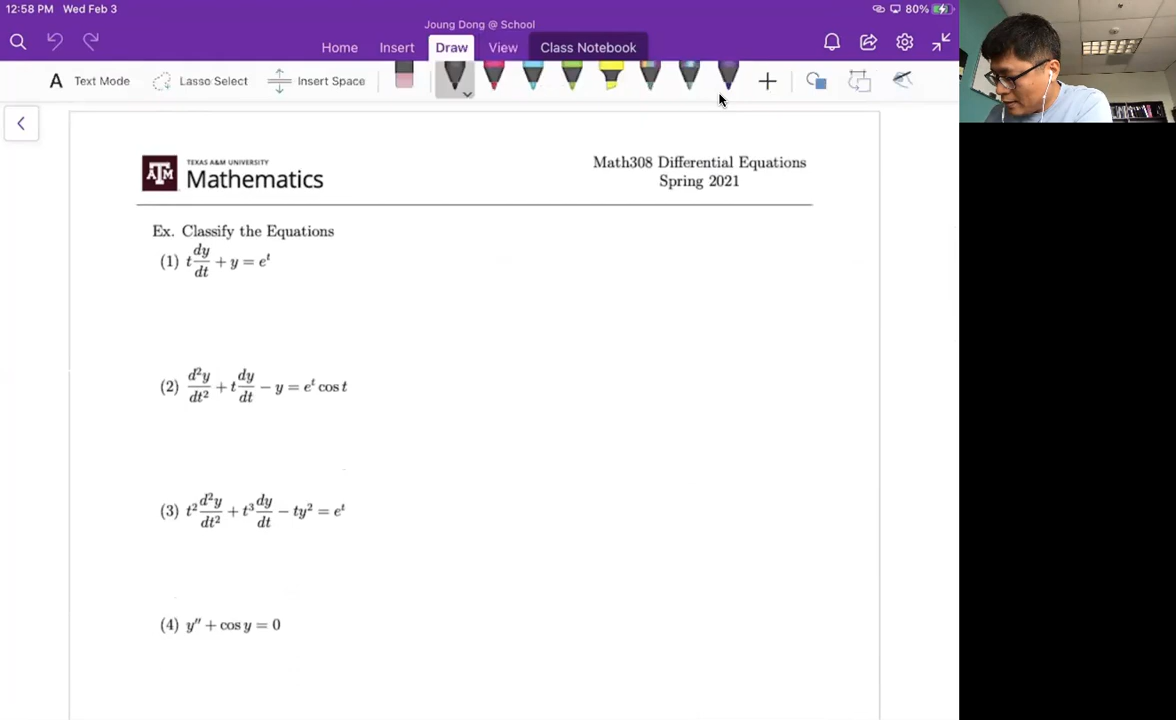 12:58 PM Wed Feb 3
80%
Joung Dong @ School
Home Insert Draw View Class Notebook
A Text Mode Lasso Select Insert Space
TEXAS A&M UNIVERSITY
Mathematics
Math308 Differential Equations
Spring 2021
Ex. Classify the Equations
(1) t dy/dt + y = e^t
(2) d²y/dt² + t dy/dt − y = e^t cos t
(3) t² d²y/dt² + t³ dy/dt − ty² = e^t
(4) y″ + cos y = 0